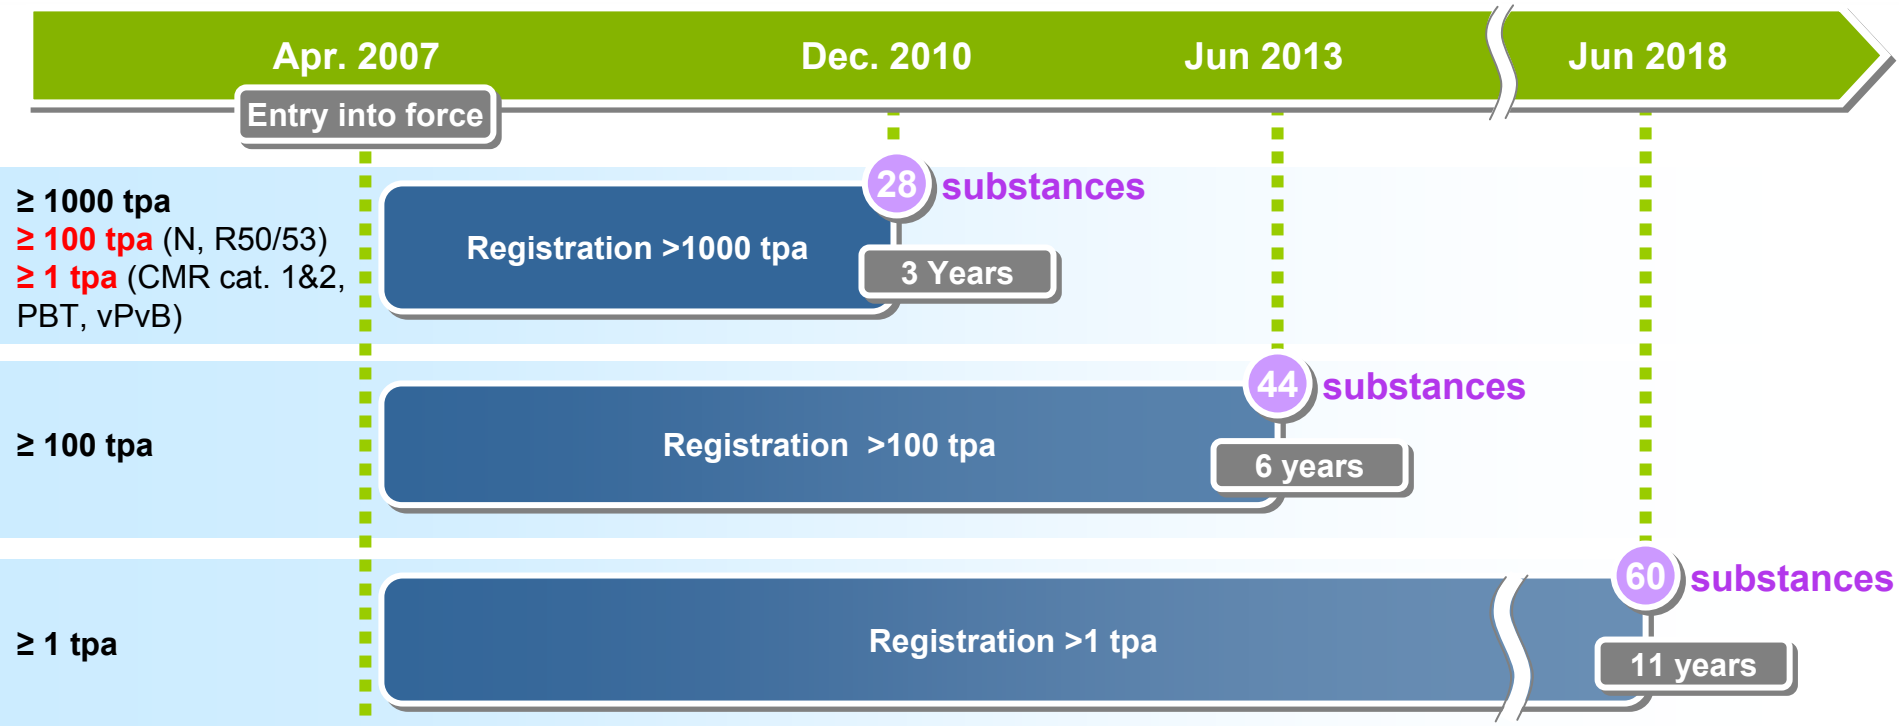 Apr. 2007
Dec. 2010
Jun 2013
Jun 2018
Entry into force
≥ 1000 tpa
≥ 100 tpa (N, R50/53)
≥ 1 tpa (CMR cat. 1&2,
PBT, vPvB)
Registration >1000 tpa
28 substances
3 Years
≥ 100 tpa
Registration >100 tpa
44 substances
6 years
≥ 1 tpa
Registration >1 tpa
60 substances
11 years